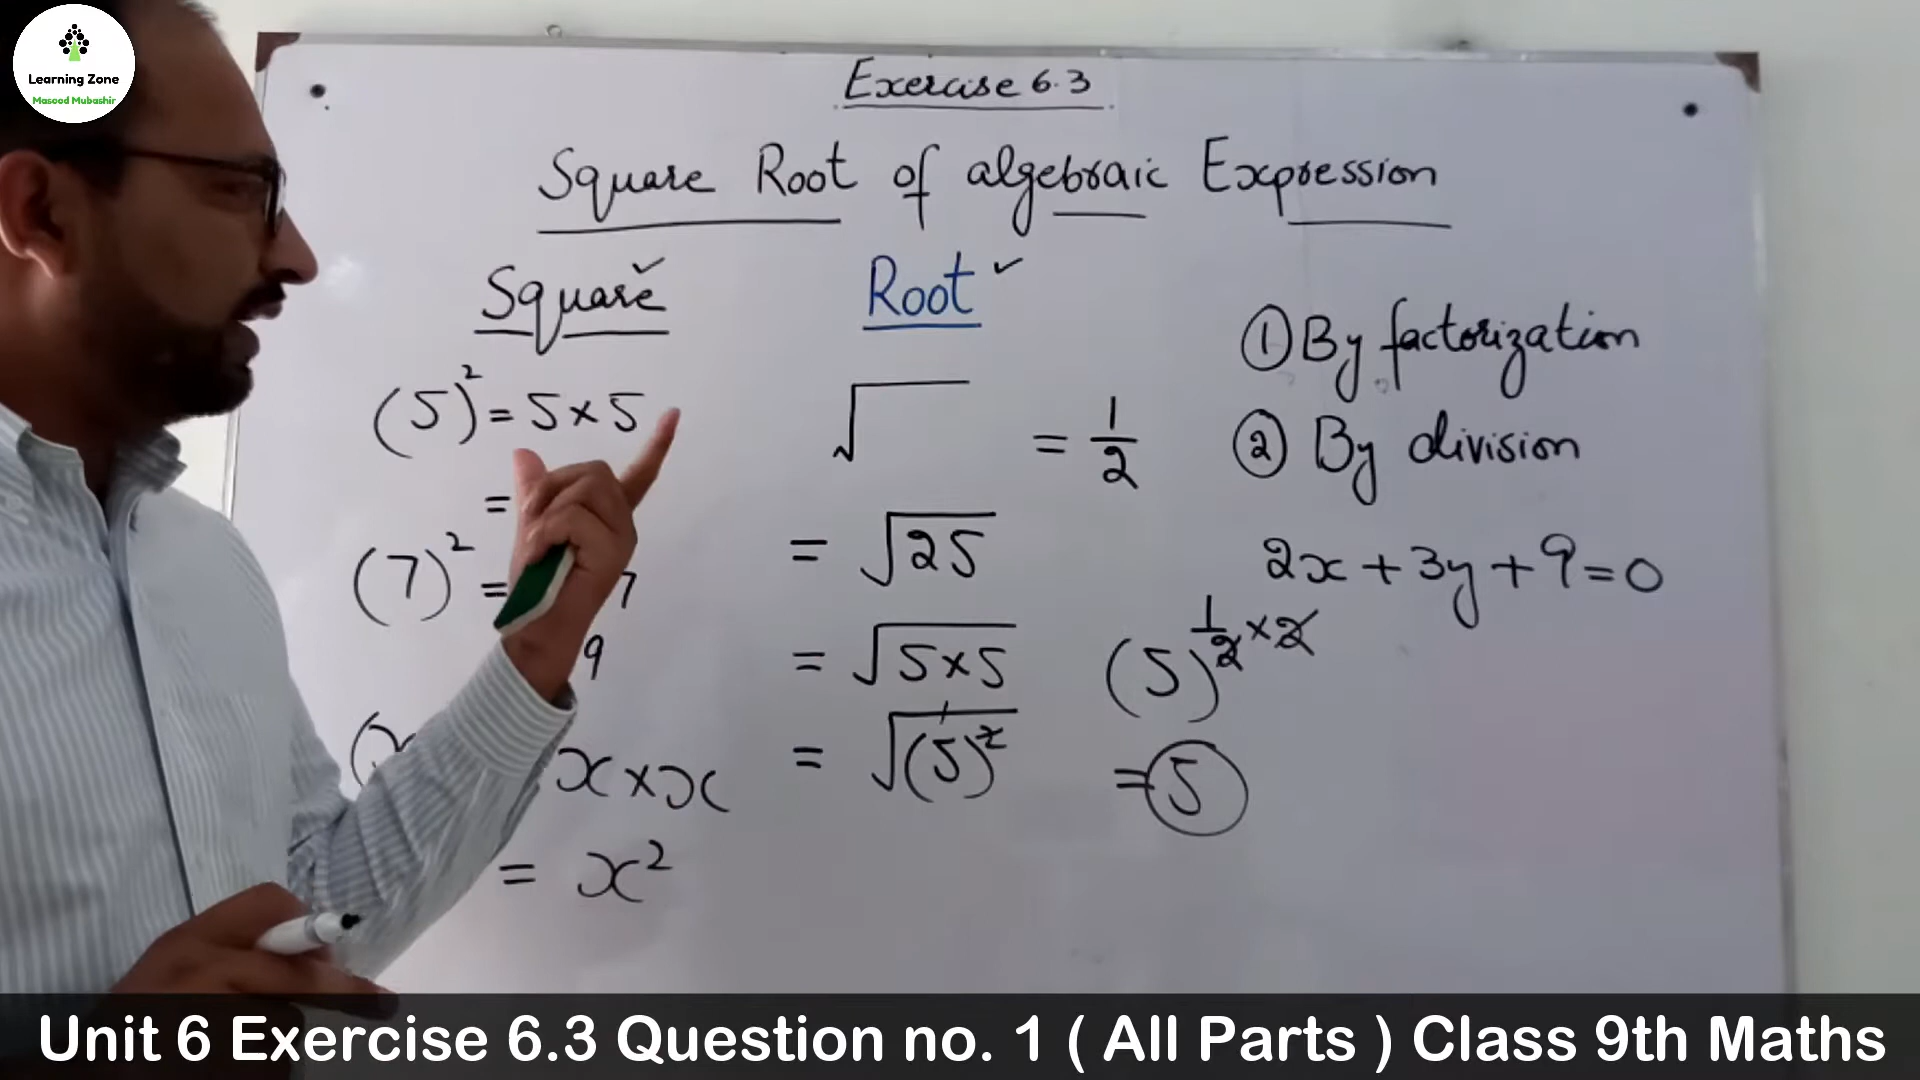 Learning Zone
Masood Mubashir
Exercise 6.3
Square Root of algebraic Expression
Square ✓
(5)² = 5 × 5
=
(7)² = 7
9
(x x × x
= x²
Root ✓
√ = 1/2
= √25
= √5×5
= √(5)²
① By factorization
② By division
2x + 3y + 9 = 0
(5)^1/2 × 2
= 5
Unit 6 Exercise 6.3 Question no. 1 ( All Parts ) Class 9th Maths